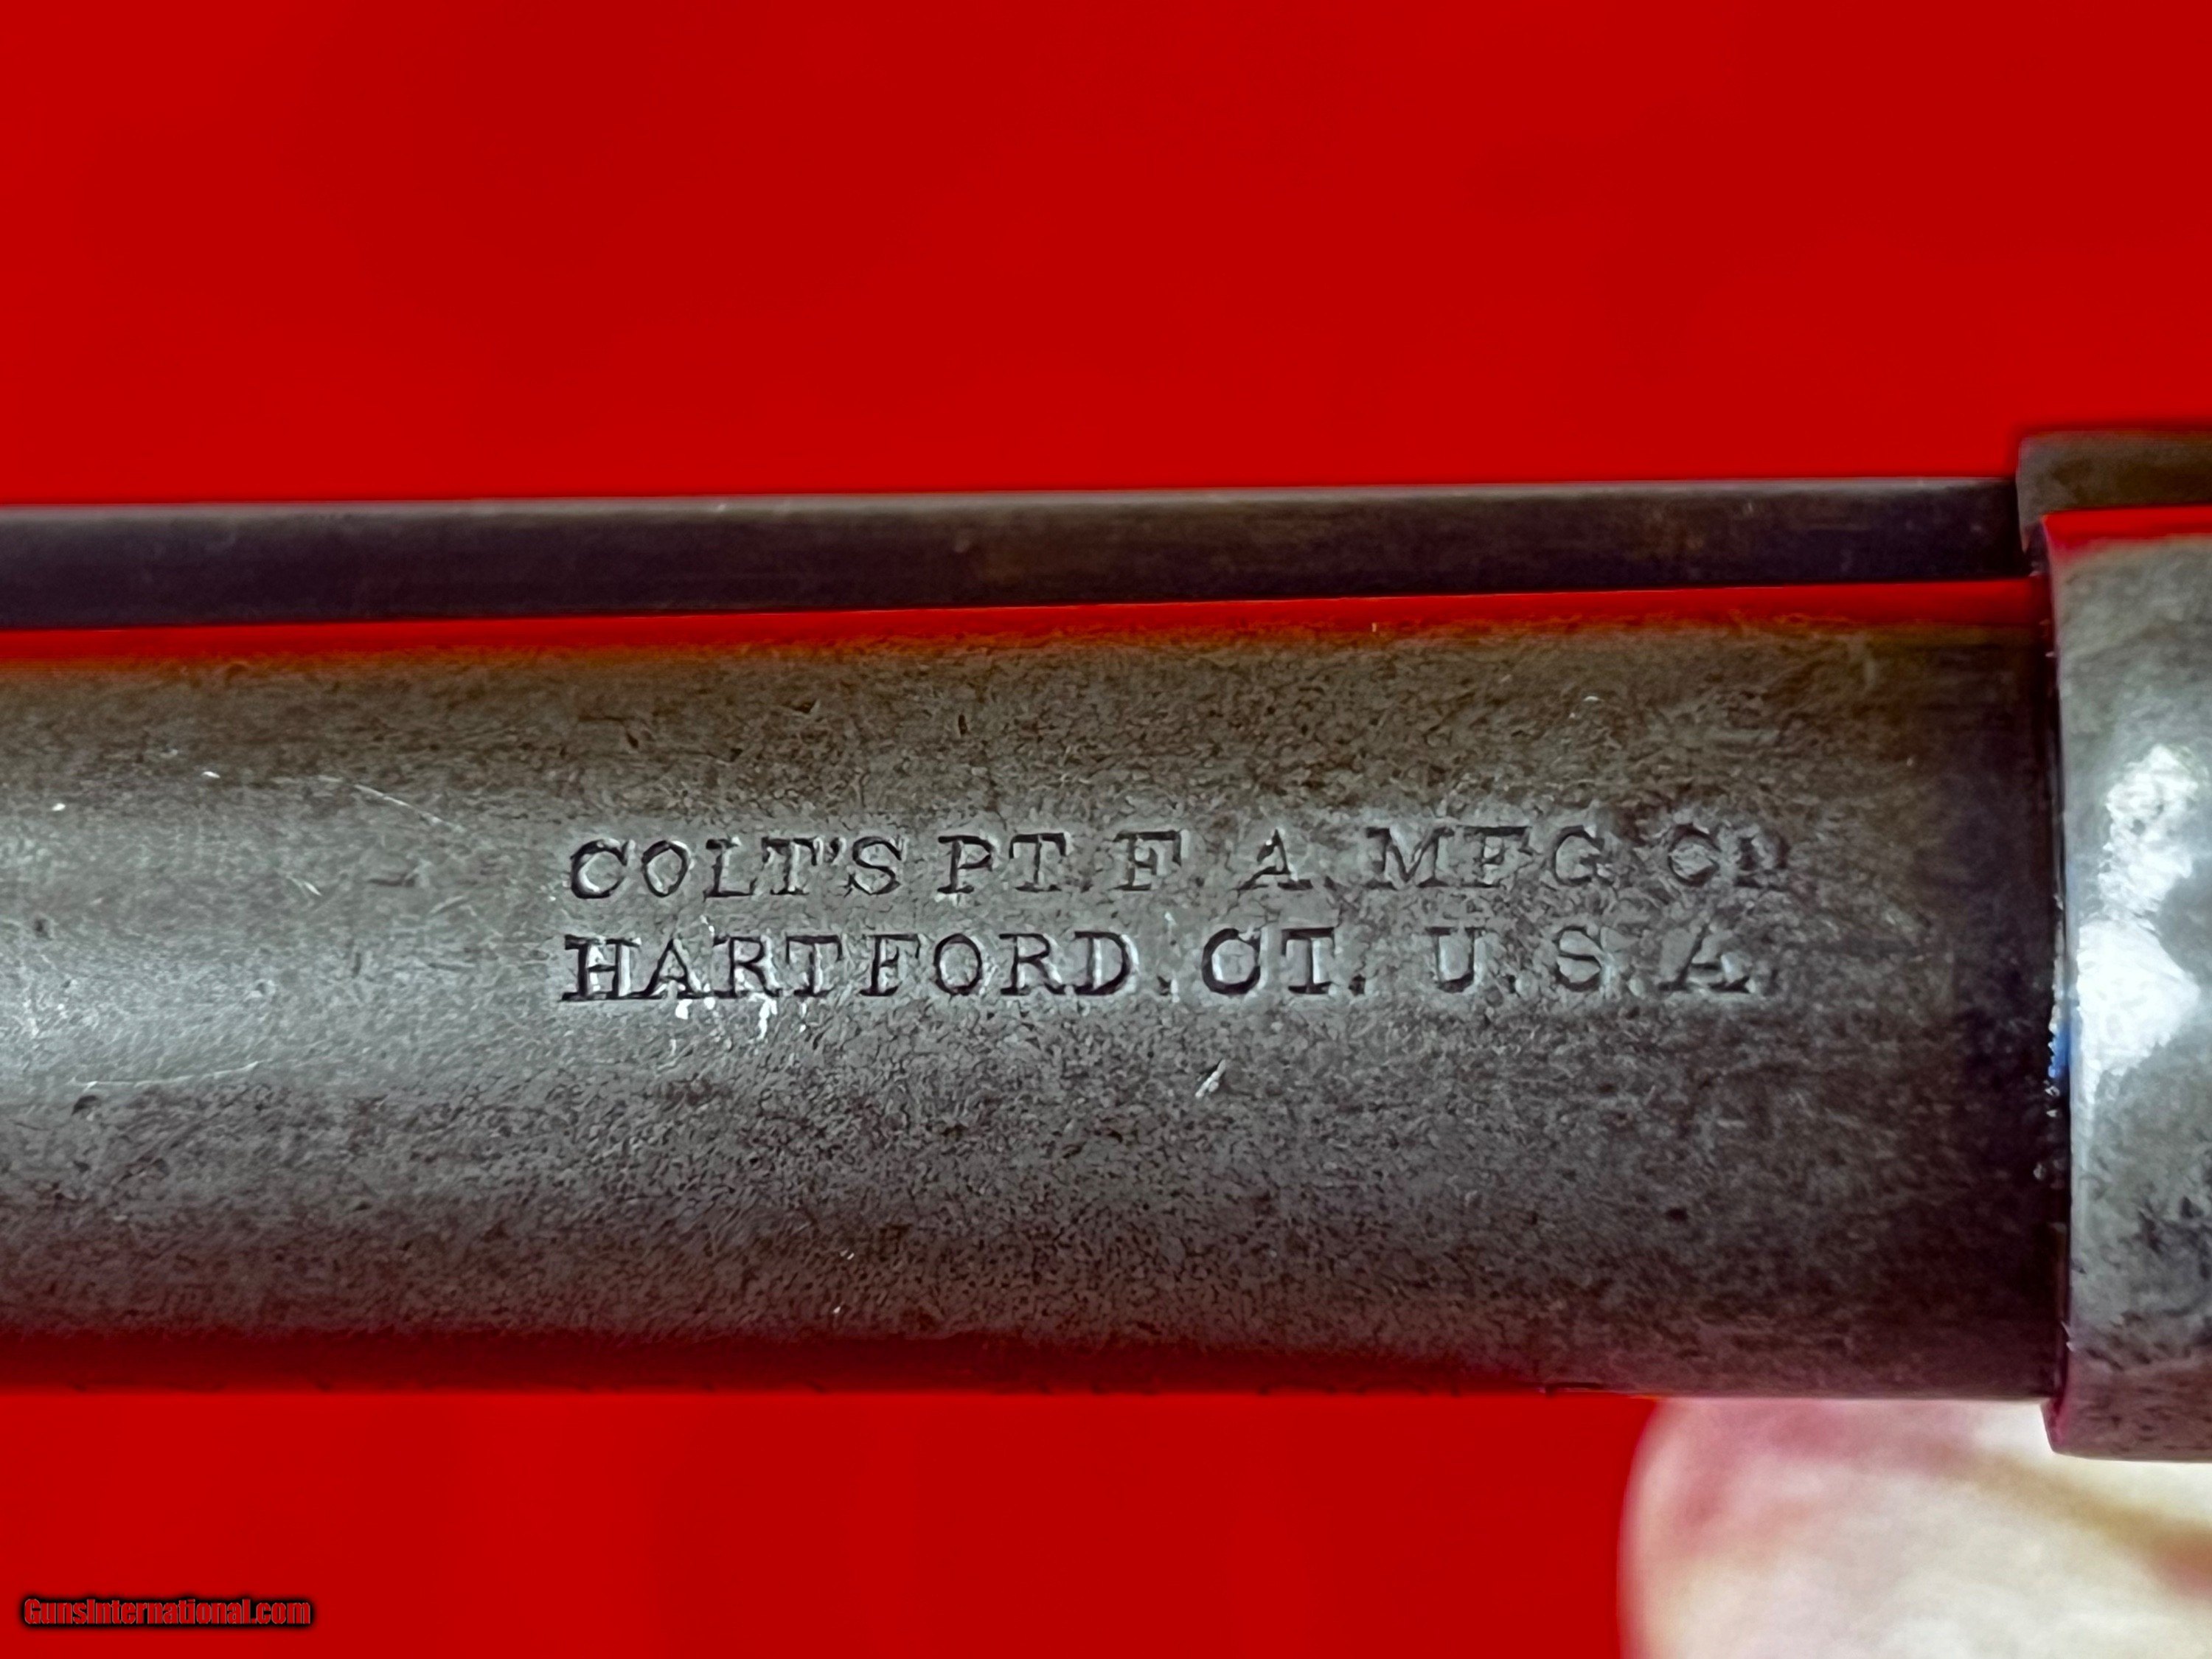 COLT'S PT. F. A. MFG. Co
HARTFORD. CT. U.S.A.
GunsInternational.com